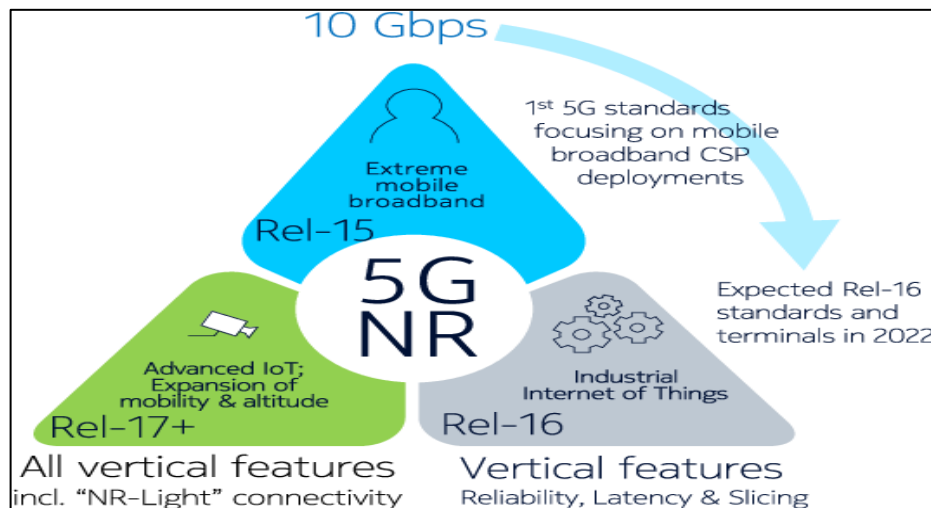 10 Gbps
1st 5G standards
focusing on mobile
broadband CSP
deployments
Extreme
mobile
broadband
Rel-15
5G
NR
Expected Rel-16
standards and
terminals in 2022
Advanced IoT;
Expansion of
mobility & altitude
Rel-17+
Industrial
Internet of Things
Rel-16
All vertical features
incl. “NR-Light” connectivity
Vertical features
Reliability, Latency & Slicing